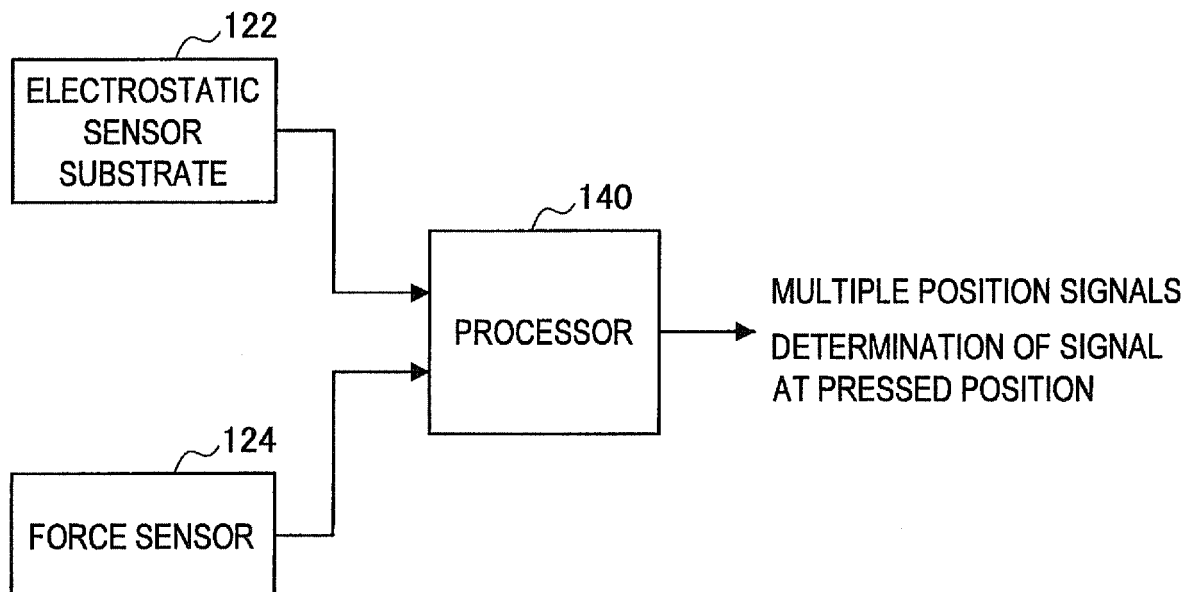 122
ELECTROSTATIC
SENSOR
SUBSTRATE
140
PROCESSOR
MULTIPLE POSITION SIGNALS
DETERMINATION OF SIGNAL
AT PRESSED POSITION
124
FORCE SENSOR